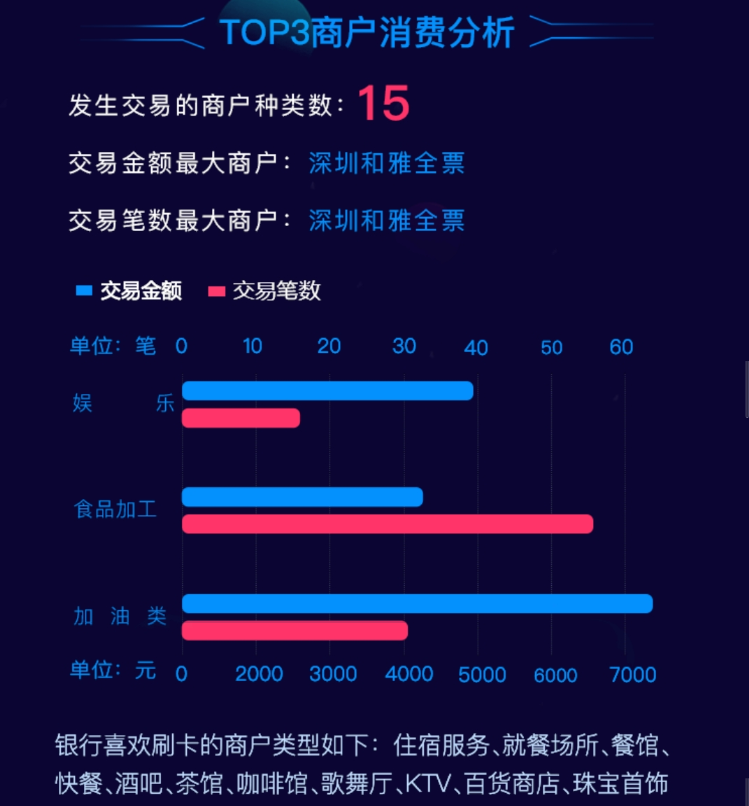 TOP3商户消费分析
发生交易的商户种类数：15
交易金额最大商户：深圳和雅全票
交易笔数最大商户：深圳和雅全票
交易金额 交易笔数
单位：笔 0 10 20 30 40 50 60
娱乐
食品加工
加油类
单位：元 0 2000 3000 4000 5000 6000 7000
银行喜欢刷卡的商户类型如下：住宿服务、就餐场所、餐馆、
快餐、酒吧、茶馆、咖啡馆、歌舞厅、KTV、百货商店、珠宝首饰